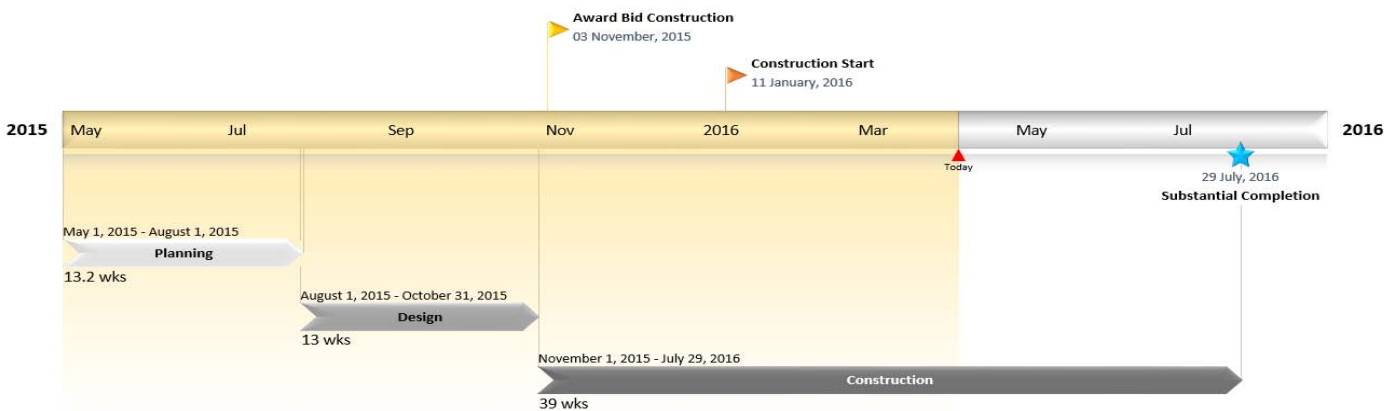 Award Bid Construction
03 November, 2015
Construction Start
11 January, 2016
2015 May Jul Sep Nov 2016 Mar May Jul 2016
Today
29 July, 2016
Substantial Completion
May 1, 2015 - August 1, 2015
Planning
13.2 wks
August 1, 2015 - October 31, 2015
Design
13 wks
November 1, 2015 - July 29, 2016
Construction
39 wks